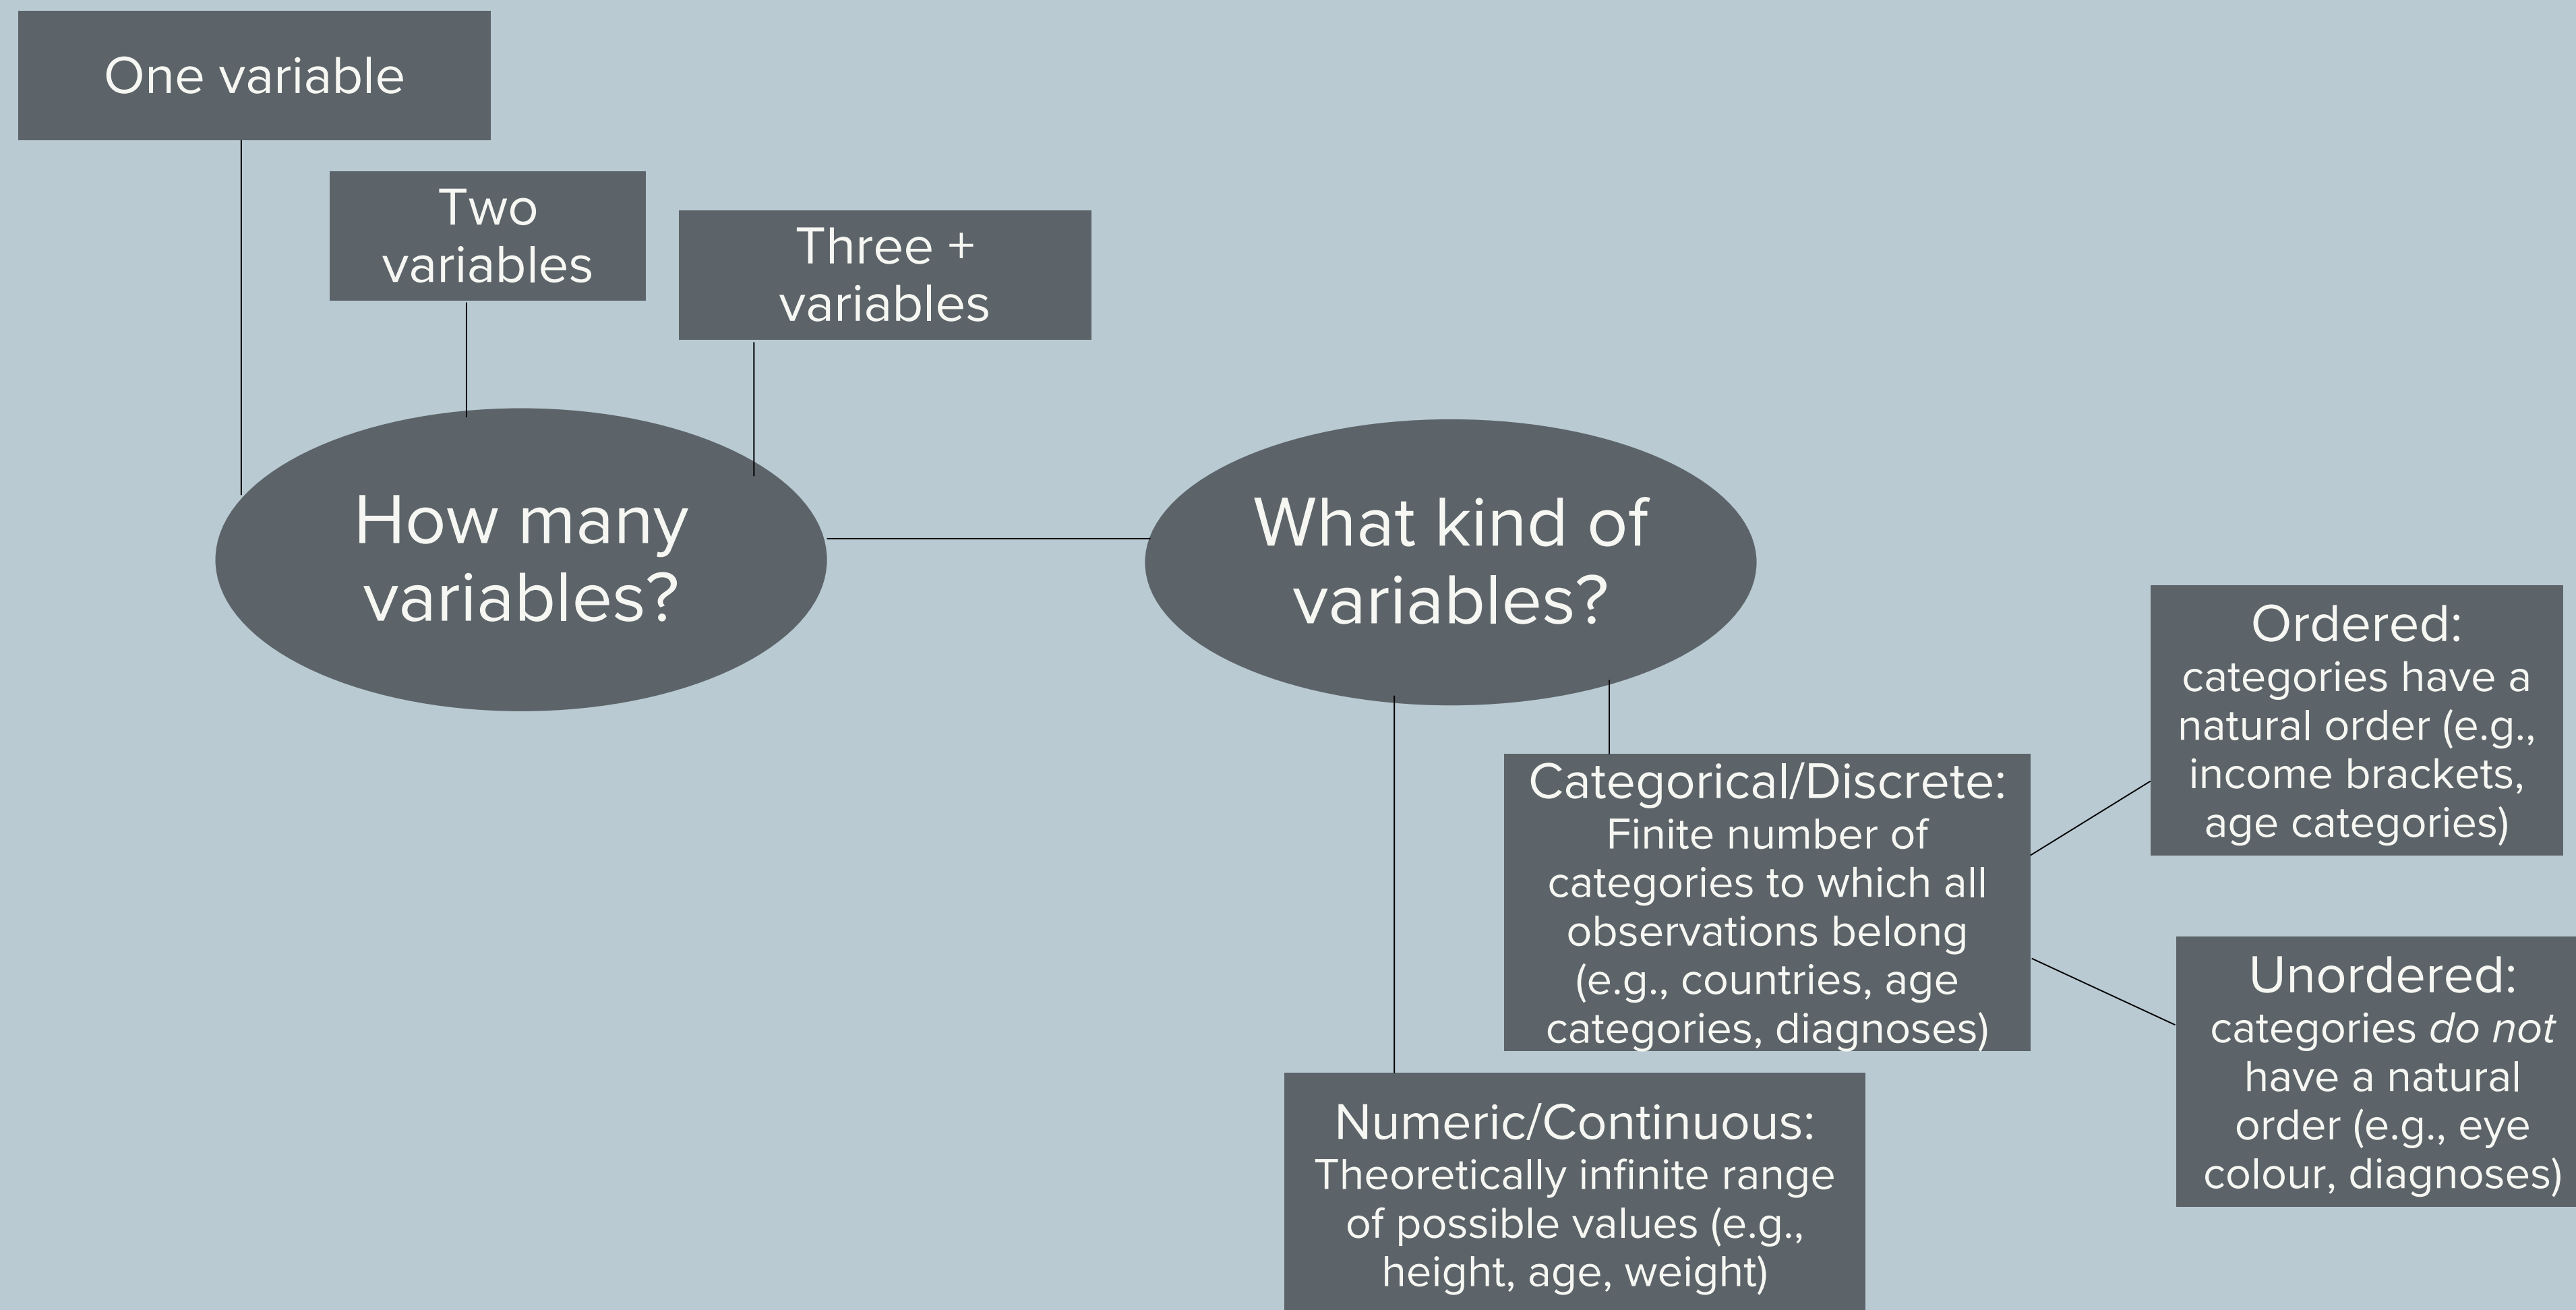 One variable
Two
variables
Three +
variables
How many
variables?
What kind of
variables?
Ordered:
categories have a
natural order (e.g.,
income brackets,
age categories)
Categorical/Discrete:
Finite number of
categories to which all
observations belong
(e.g., countries, age
categories, diagnoses)
Unordered:
categories do not
have a natural
order (e.g., eye
colour, diagnoses)
Numeric/Continuous:
Theoretically infinite range
of possible values (e.g.,
height, age, weight)